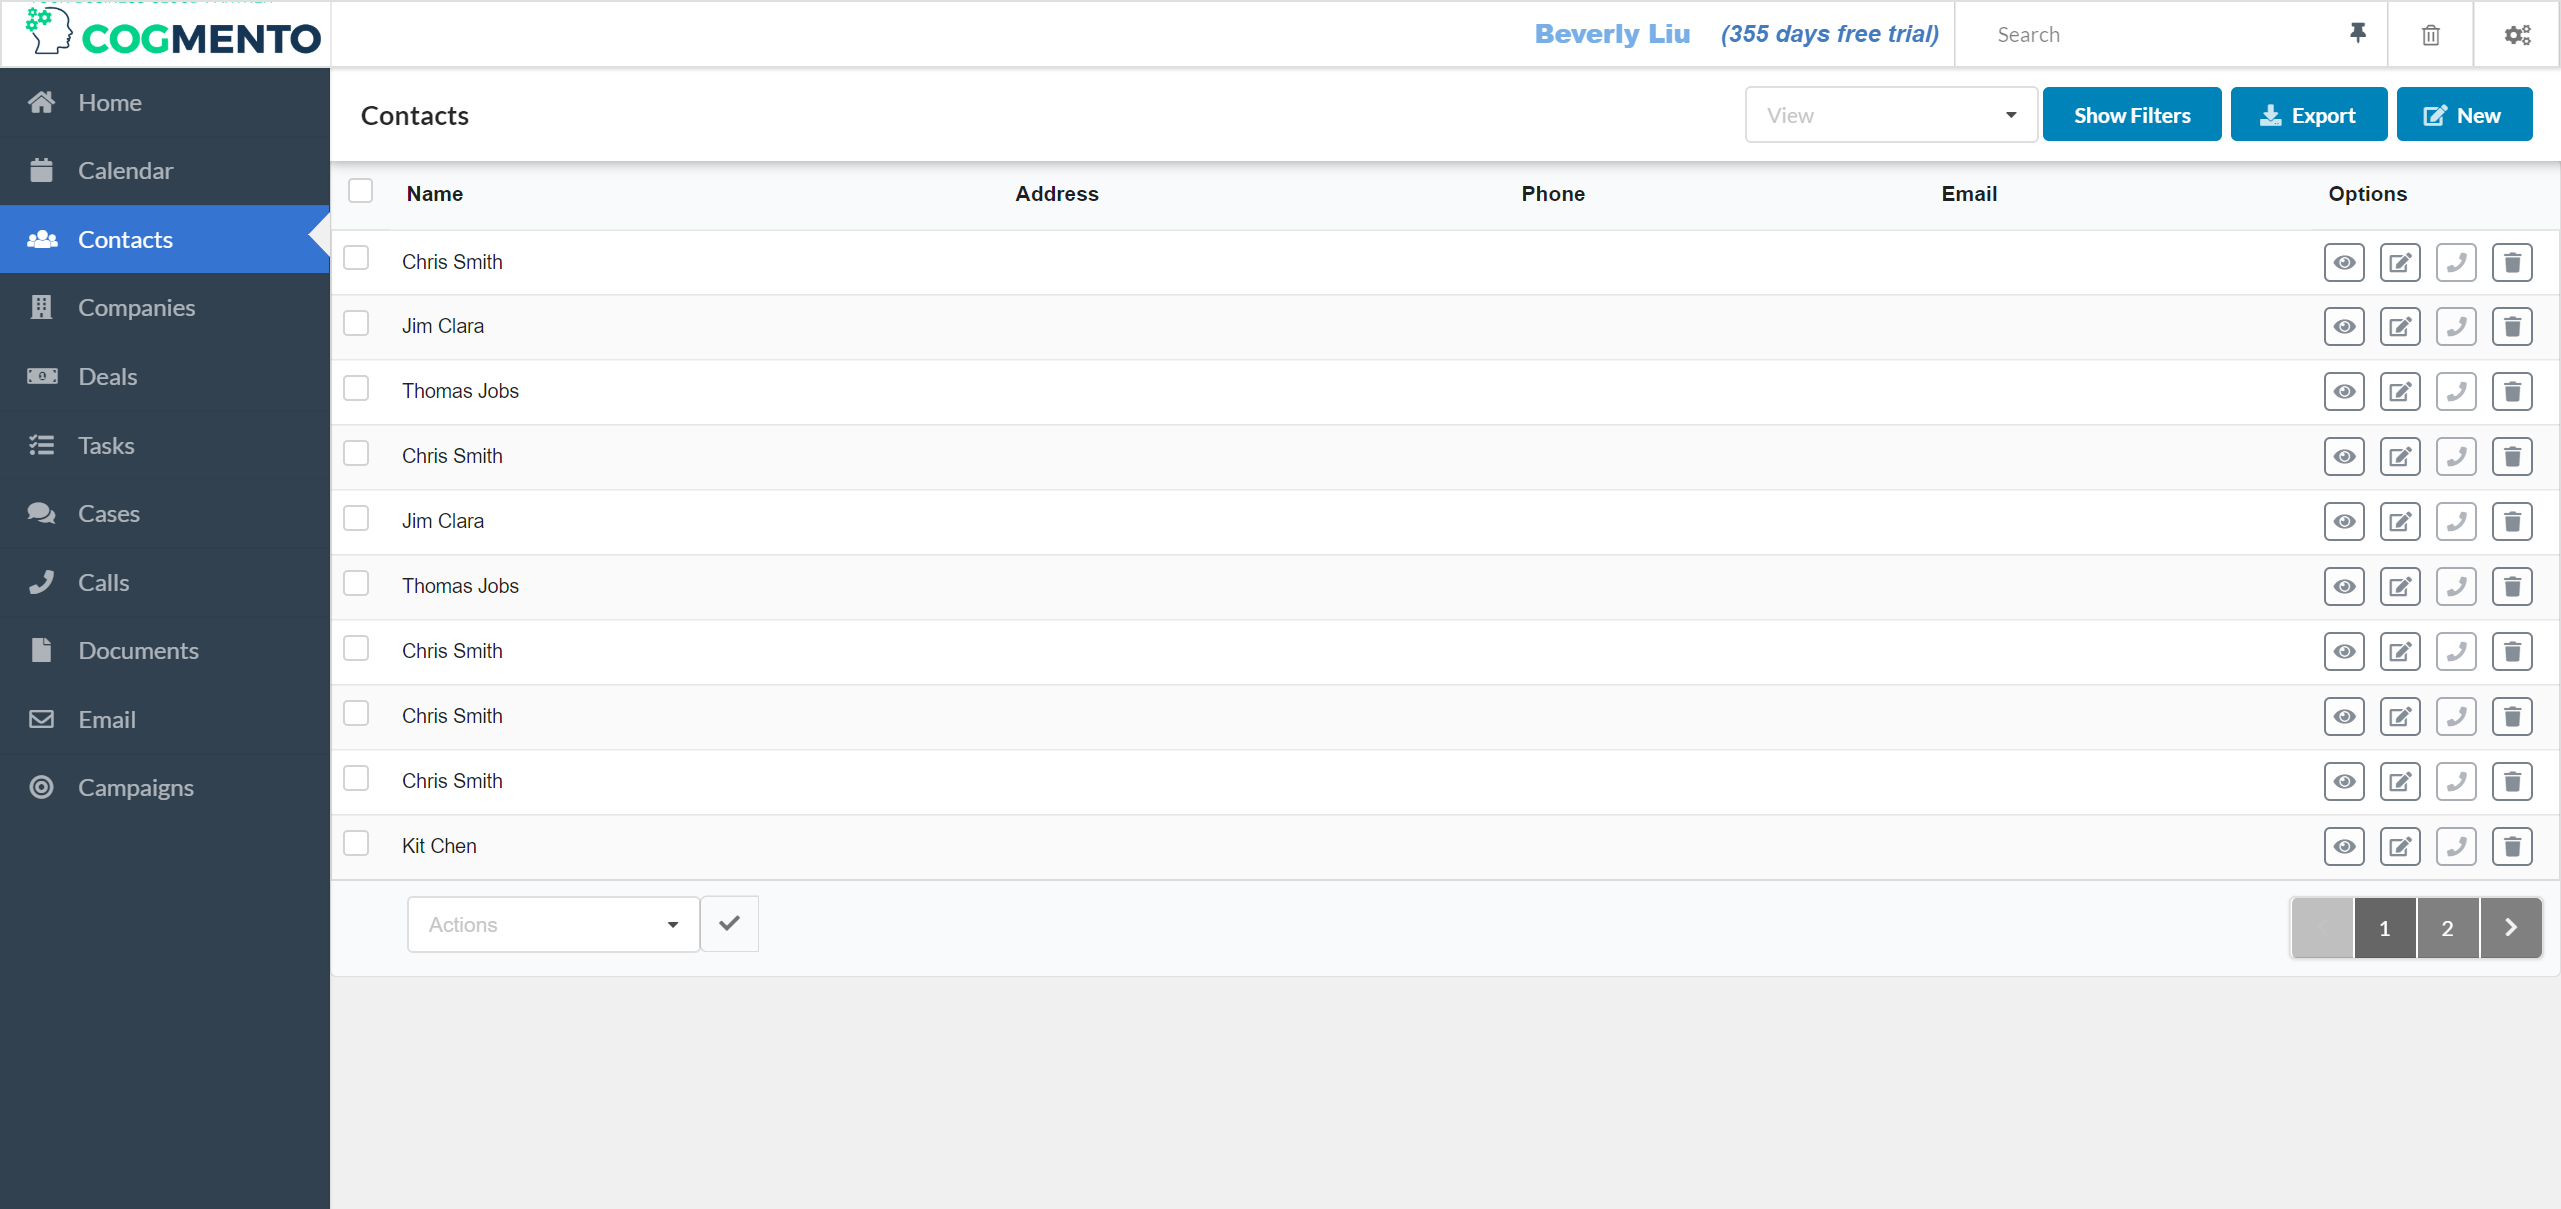 COGMENTO
Beverly Liu (355 days free trial) Search
Home
Calendar
Contacts
Companies
Deals
Tasks
Cases
Calls
Documents
Email
Campaigns
Contacts View Show Filters Export New
Name Address Phone Email Options
Chris Smith
Jim Clara
Thomas Jobs
Chris Smith
Jim Clara
Thomas Jobs
Chris Smith
Chris Smith
Chris Smith
Kit Chen
Actions 1 2